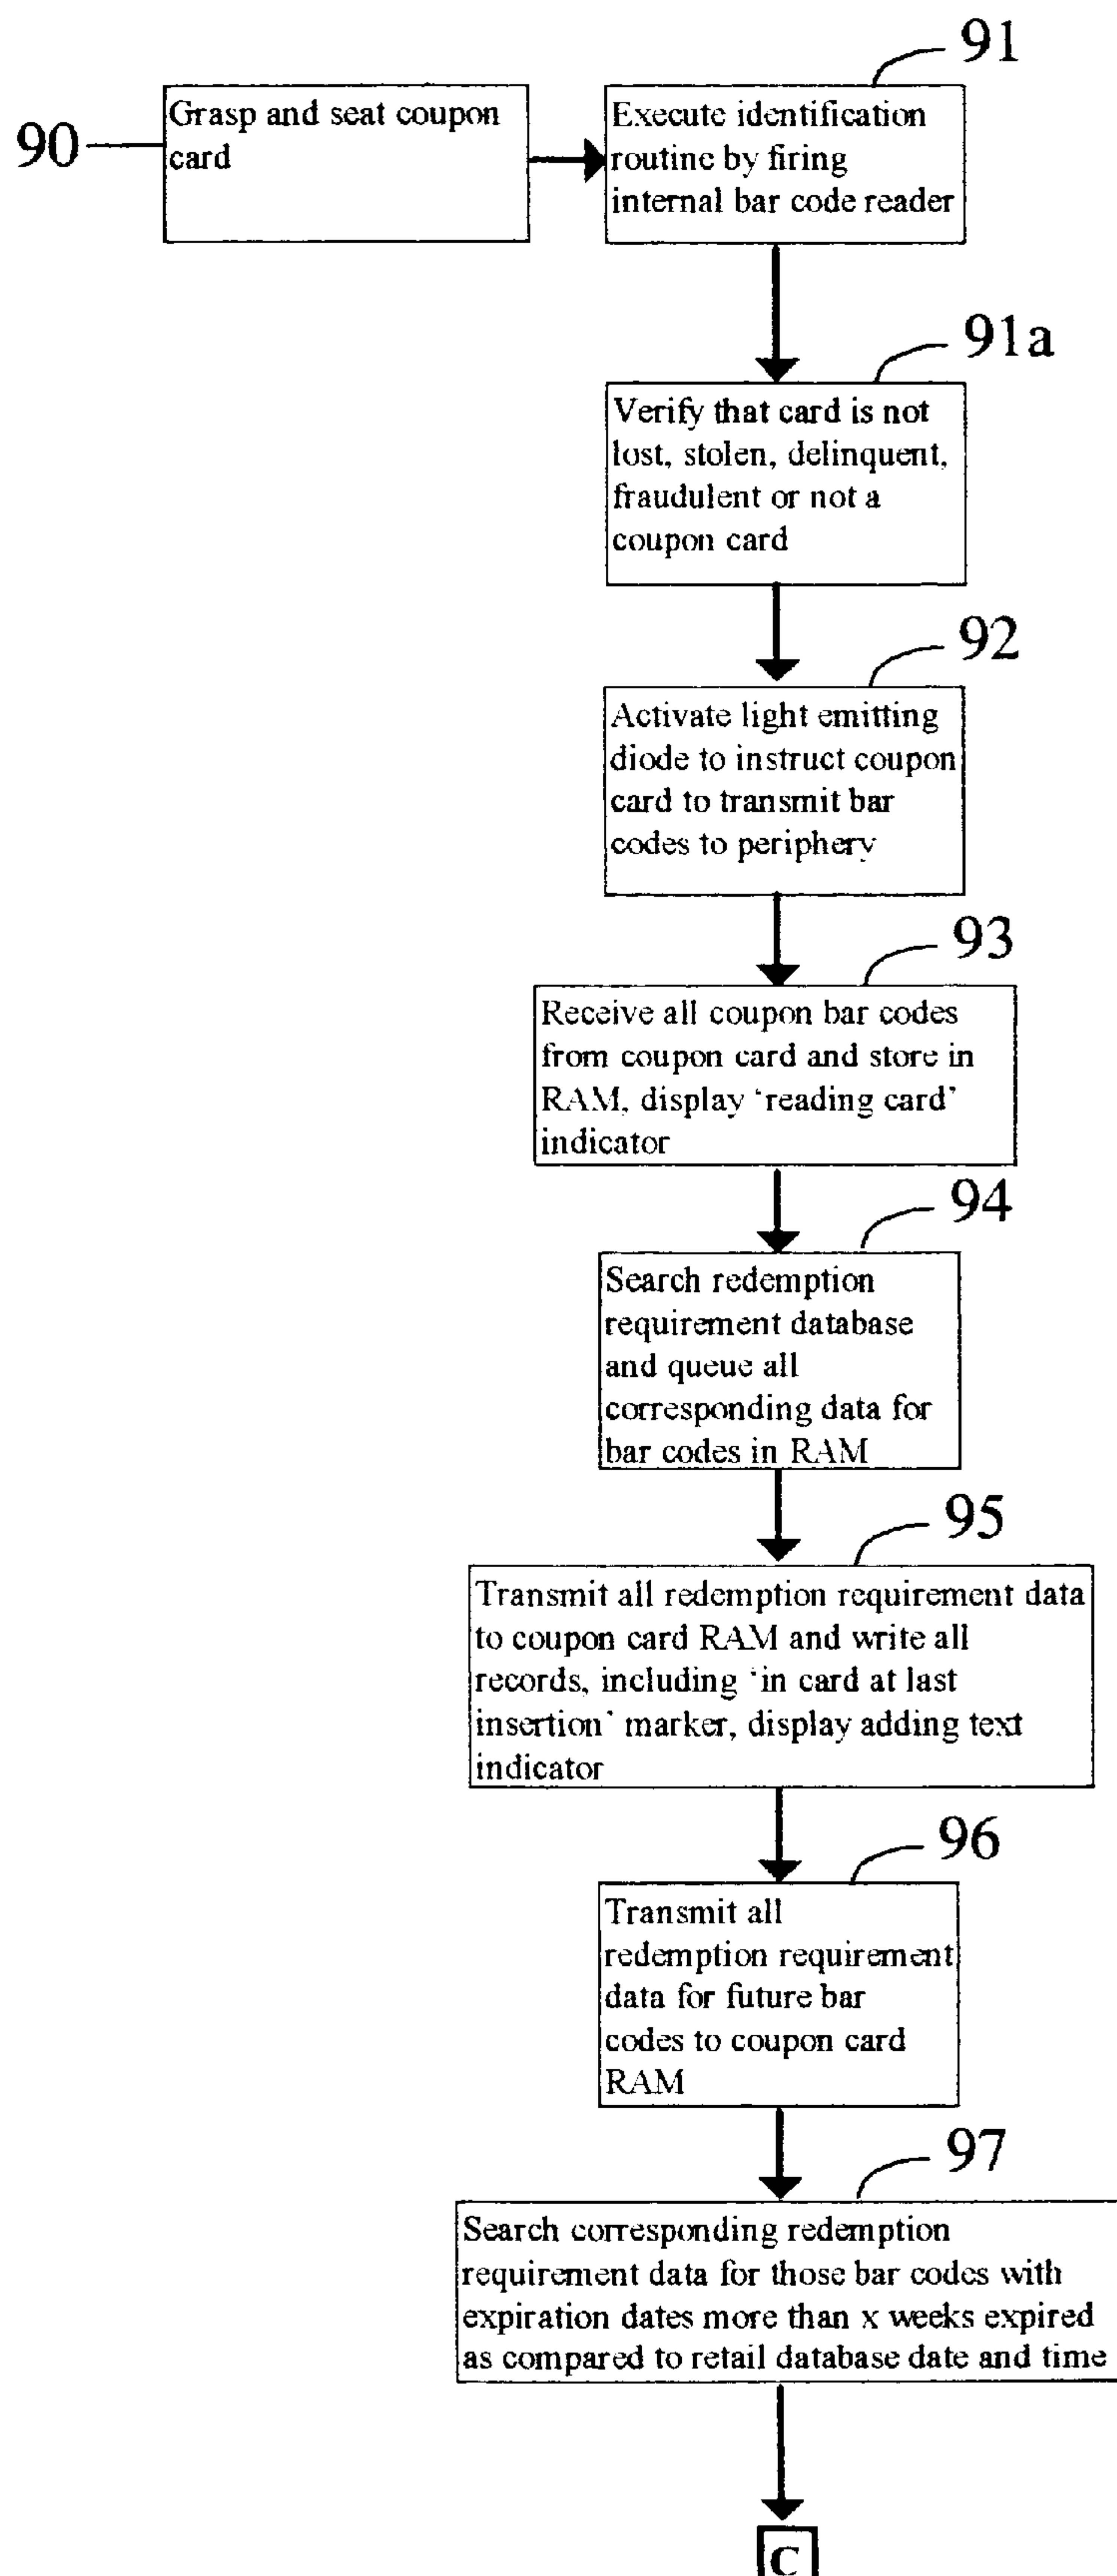 91
90
Grasp and seat coupon
card
Execute identification
routine by firing
internal bar code reader
91a
Verify that card is not
lost, stolen, delinquent,
fraudulent or not a
coupon card
92
Activate light emitting
diode to instruct coupon
card to transmit bar
codes to periphery
93
Receive all coupon bar codes
from coupon card and store in
RAM, display ‘reading card’
indicator
94
Search redemption
requirement database
and queue all
corresponding data for
bar codes in RAM
95
Transmit all redemption requirement data
to coupon card RAM and write all
records, including ‘in card at last
insertion’ marker, display adding text
indicator
96
Transmit all
redemption requirement
data for future bar
codes to coupon card
RAM
97
Search corresponding redemption
requirement data for those bar codes with
expiration dates more than x weeks expired
as compared to retail database date and time
C